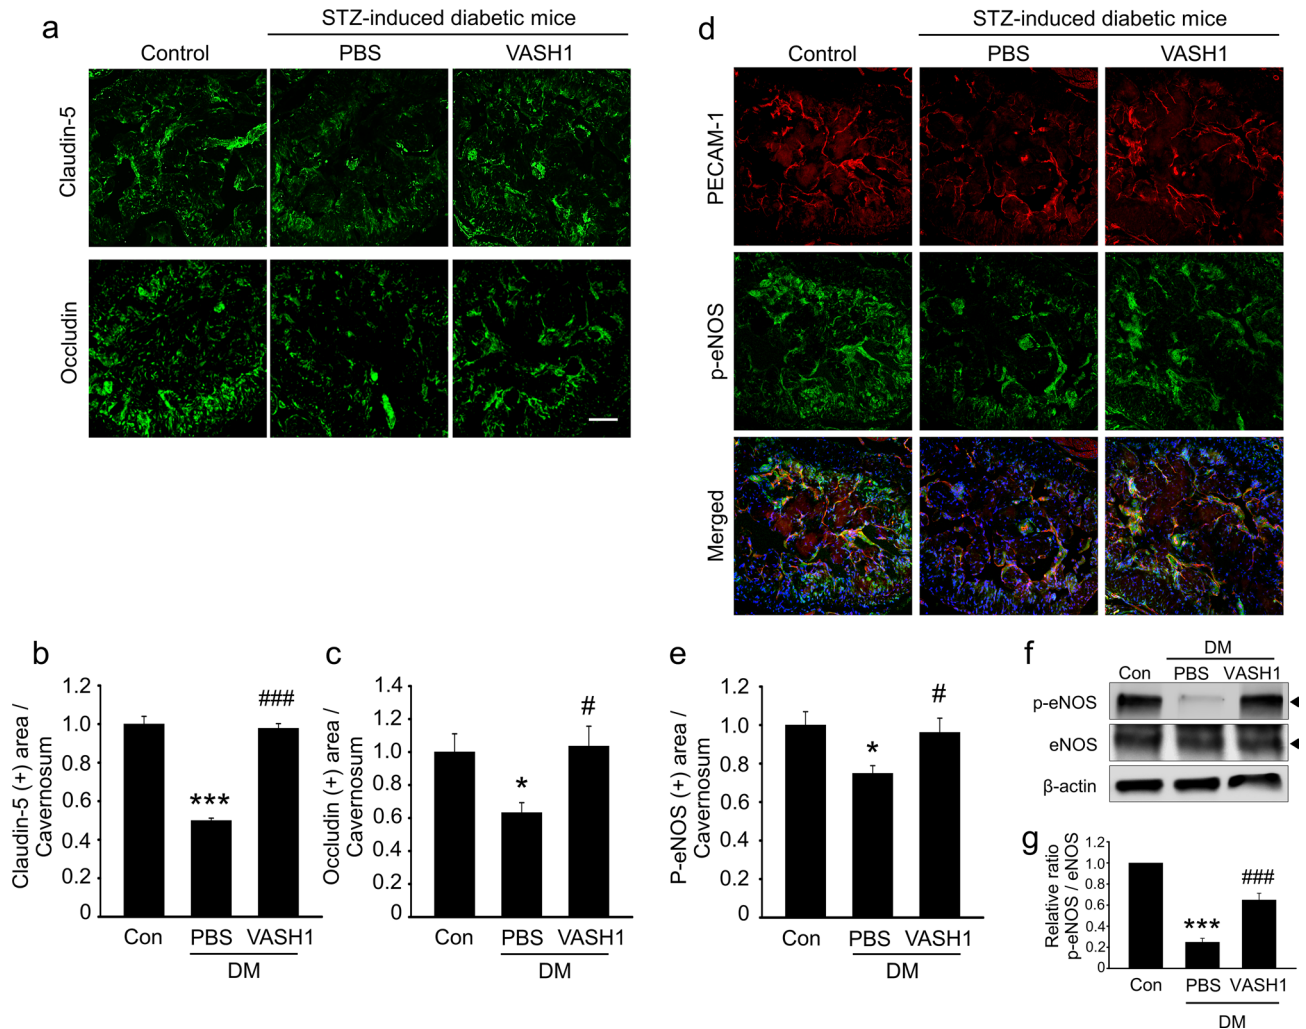 a
STZ-induced diabetic mice
Control
PBS
VASH1
Claudin-5
Occludin
d
STZ-induced diabetic mice
Control
PBS
VASH1
PECAM-1
p-eNOS
Merged
b
Claudin-5 (+) area /
Cavernosum
1.2
1.0
0.8
0.6
0.4
0.2
0
***
###
Con
PBS
VASH1
DM
c
Occludin (+) area /
Cavernosum
1.4
1.2
1.0
0.8
0.6
0.4
0.2
0
*
#
Con
PBS
VASH1
DM
e
P-eNOS (+) area /
Cavernosum
1.2
1.0
0.8
0.6
0.4
0.2
0
*
#
Con
PBS
VASH1
DM
f
DM
Con
PBS
VASH1
p-eNOS
eNOS
β-actin
g
Relative ratio
p-eNOS / eNOS
1.2
1.0
0.8
0.6
0.4
0.2
0
***
###
Con
PBS
VASH1
DM